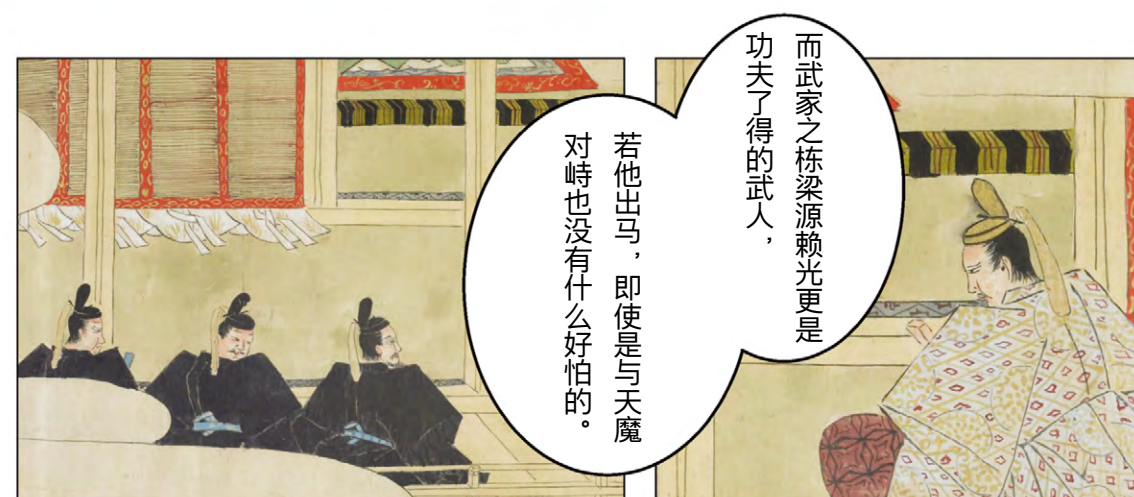 而武家之栋梁源赖光更是
功夫了得的武人，
若他出马，即使是与天魔
对峙也没有什么好怕的。